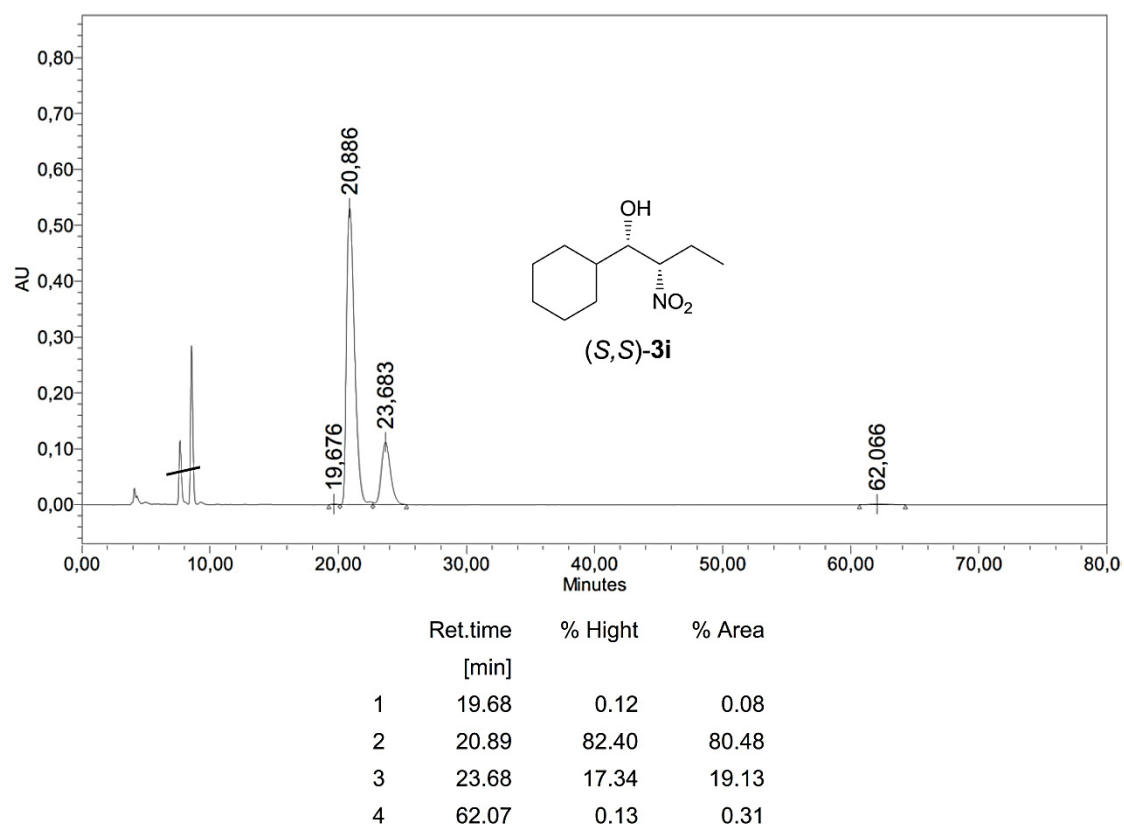 0,80
0,70
0,60
0,50
0,40
0,30
0,20
0,10
0,00
AU
20,886
23,683
19,676
62,066
OH
NO2
(S,S)-3i
0,00 10,00 20,00 30,00 40,00 50,00 60,00 70,00 80,0
Minutes
Ret.time % Hight % Area
[min]
1 19.68 0.12 0.08
2 20.89 82.40 80.48
3 23.68 17.34 19.13
4 62.07 0.13 0.31